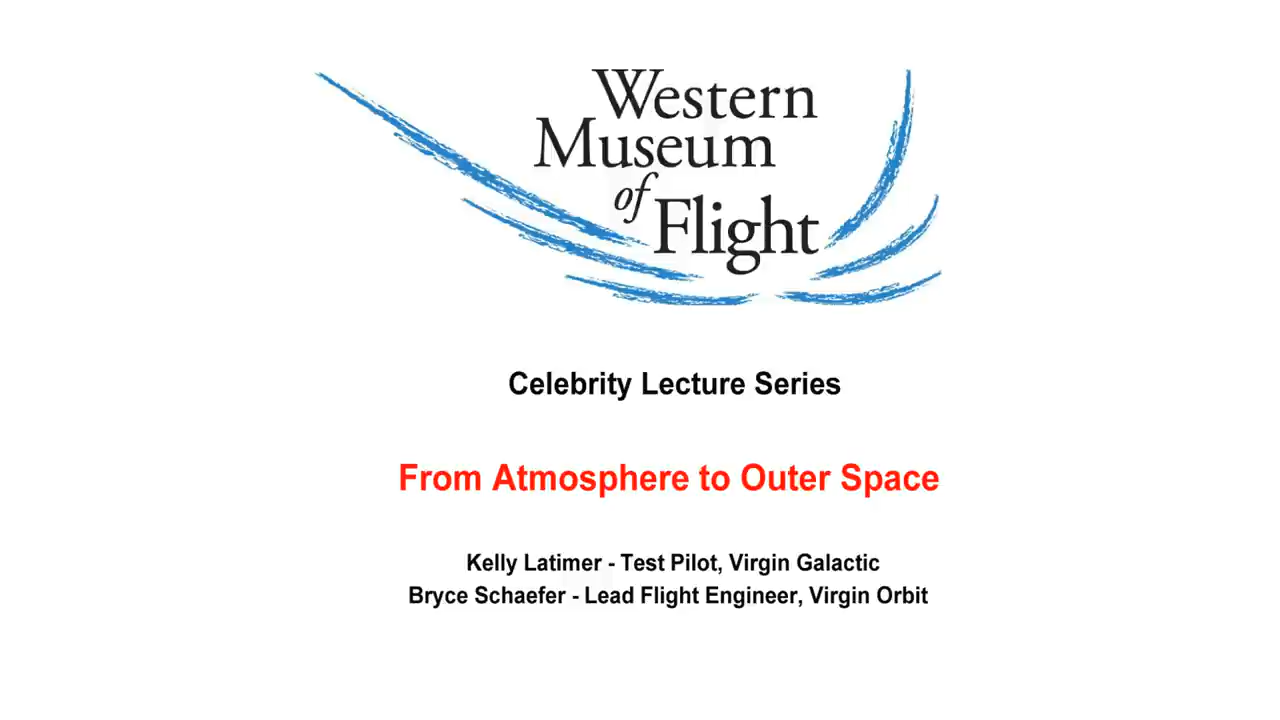 Western
Museum
of
Flight
Celebrity Lecture Series
From Atmosphere to Outer Space
Kelly Latimer - Test Pilot, Virgin Galactic
Bryce Schaefer - Lead Flight Engineer, Virgin Orbit